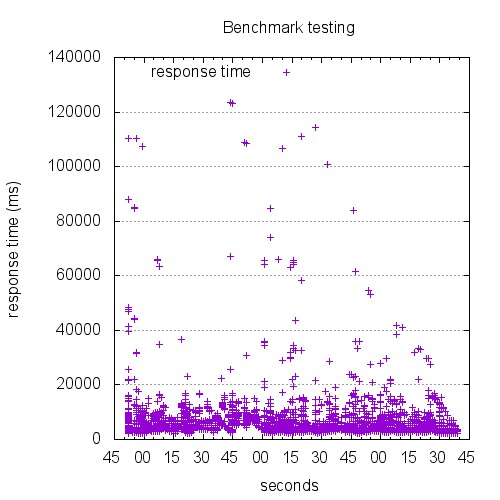 Benchmark testing
140000
response time
120000
100000
response time (ms)
80000
60000
40000
20000
0
45 00 15 30 45 00 15 45 00 15 30 45
seconds